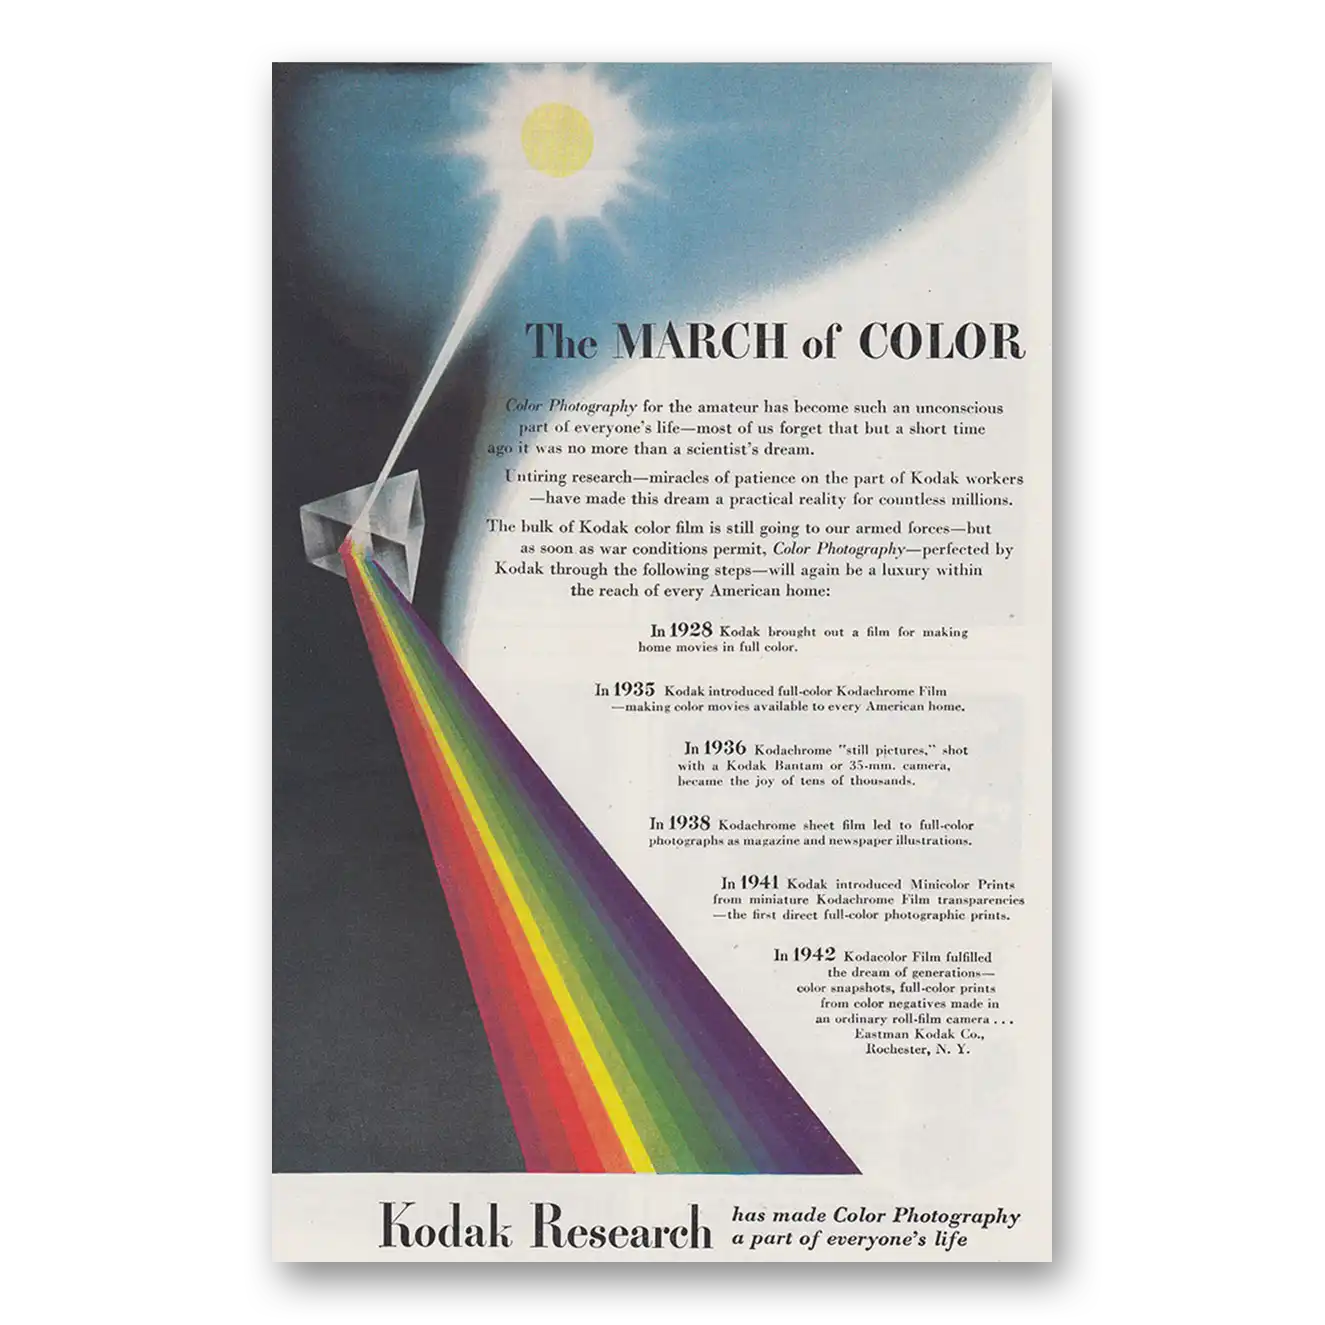 The MARCH of COLOR
Color Photography for the amateur has become such an unconscious
part of everyone's life—most of us forget that but a short time
ago it was no more than a scientist's dream.
Untiring research—miracles of patience on the part of Kodak workers
—have made this dream a practical reality for countless millions.
The bulk of Kodak color film is still going to our armed forces—but
as soon as war conditions permit, Color Photography—perfected by
Kodak through the following steps—will again be a luxury within
the reach of every American home:
In 1928 Kodak brought out a film for making
home movies in full color.
In 1935 Kodak introduced full-color Kodachrome Film
—making color movies available to every American home.
In 1936 Kodachrome "still pictures," shot
with a Kodak Bantam or 35-mm. camera,
became the joy of tens of thousands.
In 1938 Kodachrome sheet film led to full-color
photographs as magazine and newspaper illustrations.
In 1941 Kodak introduced Minicolor Prints
from miniature Kodachrome Film transparencies
—the first direct full-color photographic prints.
In 1942 Kodacolor Film fulfilled
the dream of generations—
color snapshots, full-color prints
from color negatives made in
an ordinary roll-film camera . . .
Eastman Kodak Co.,
Rochester, N. Y.
Kodak Research has made Color Photography
a part of everyone's life